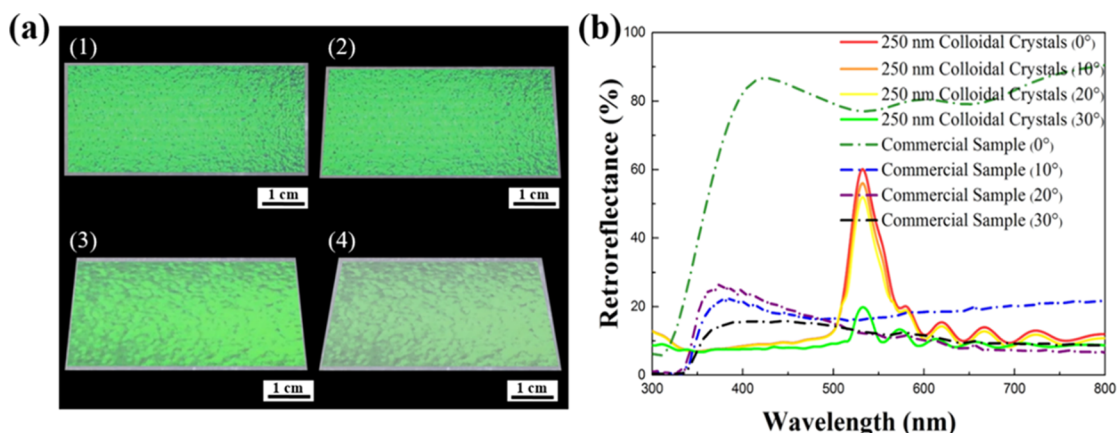 (a)
(1)
(2)
1 cm
1 cm
(3)
(4)
1 cm
1 cm
(b)
Retroreflectance (%)
100
80
60
40
20
0
250 nm Colloidal Crystals (0°)
250 nm Colloidal Crystals (10°)
250 nm Colloidal Crystals (20°)
250 nm Colloidal Crystals (30°)
Commercial Sample (0°)
Commercial Sample (10°)
Commercial Sample (20°)
Commercial Sample (30°)
300 400 500 600 700 800
Wavelength (nm)